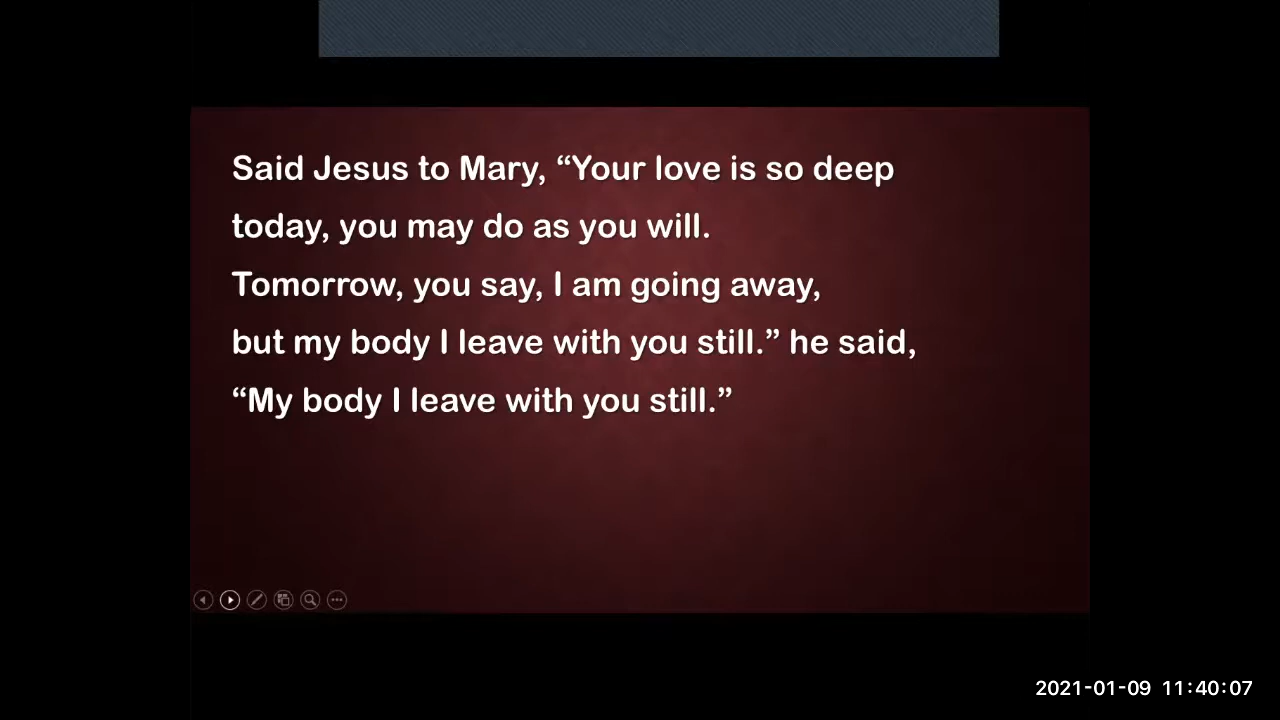 Said Jesus to Mary, “Your love is so deep
today, you may do as you will.
Tomorrow, you say, I am going away,
but my body I leave with you still.” he said,
“My body I leave with you still.”
2021-01-09 11:40:07